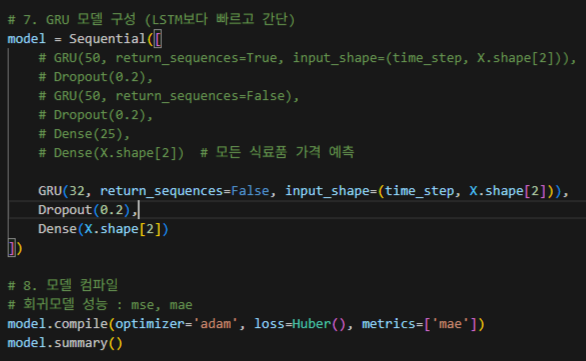 # 7. GRU 모델 구성 (LSTM보다 빠르고 간단)
model = Sequential([
    # GRU(50, return_sequences=True, input_shape=(time_step, X.shape[2])),
    # Dropout(0.2),
    # GRU(50, return_sequences=False),
    # Dropout(0.2),
    # Dense(25),
    # Dense(X.shape[2])  # 모든 식료품 가격 예측
    GRU(32, return_sequences=False, input_shape=(time_step, X.shape[2])),
    Dropout(0.2),
    Dense(X.shape[2])
])
# 8. 모델 컴파일
# 회귀모델 성능 : mse, mae
model.compile(optimizer='adam', loss=Huber(), metrics=['mae'])
model.summary()